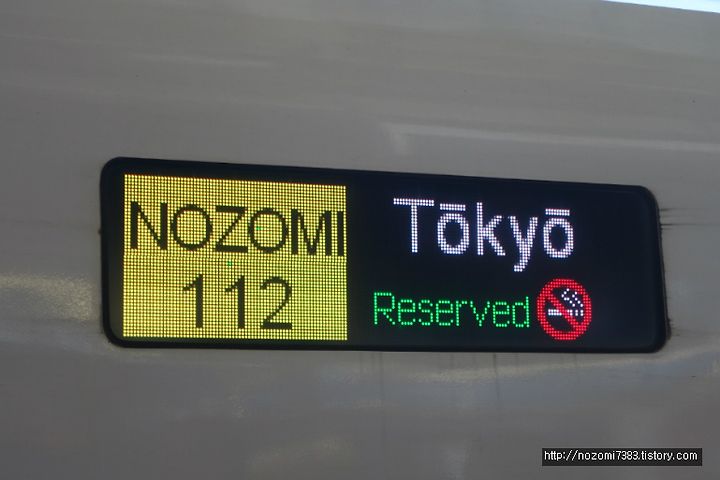 NOZOMI
112
Tōkyō
Reserved
http://nozomi7383.tistory.com